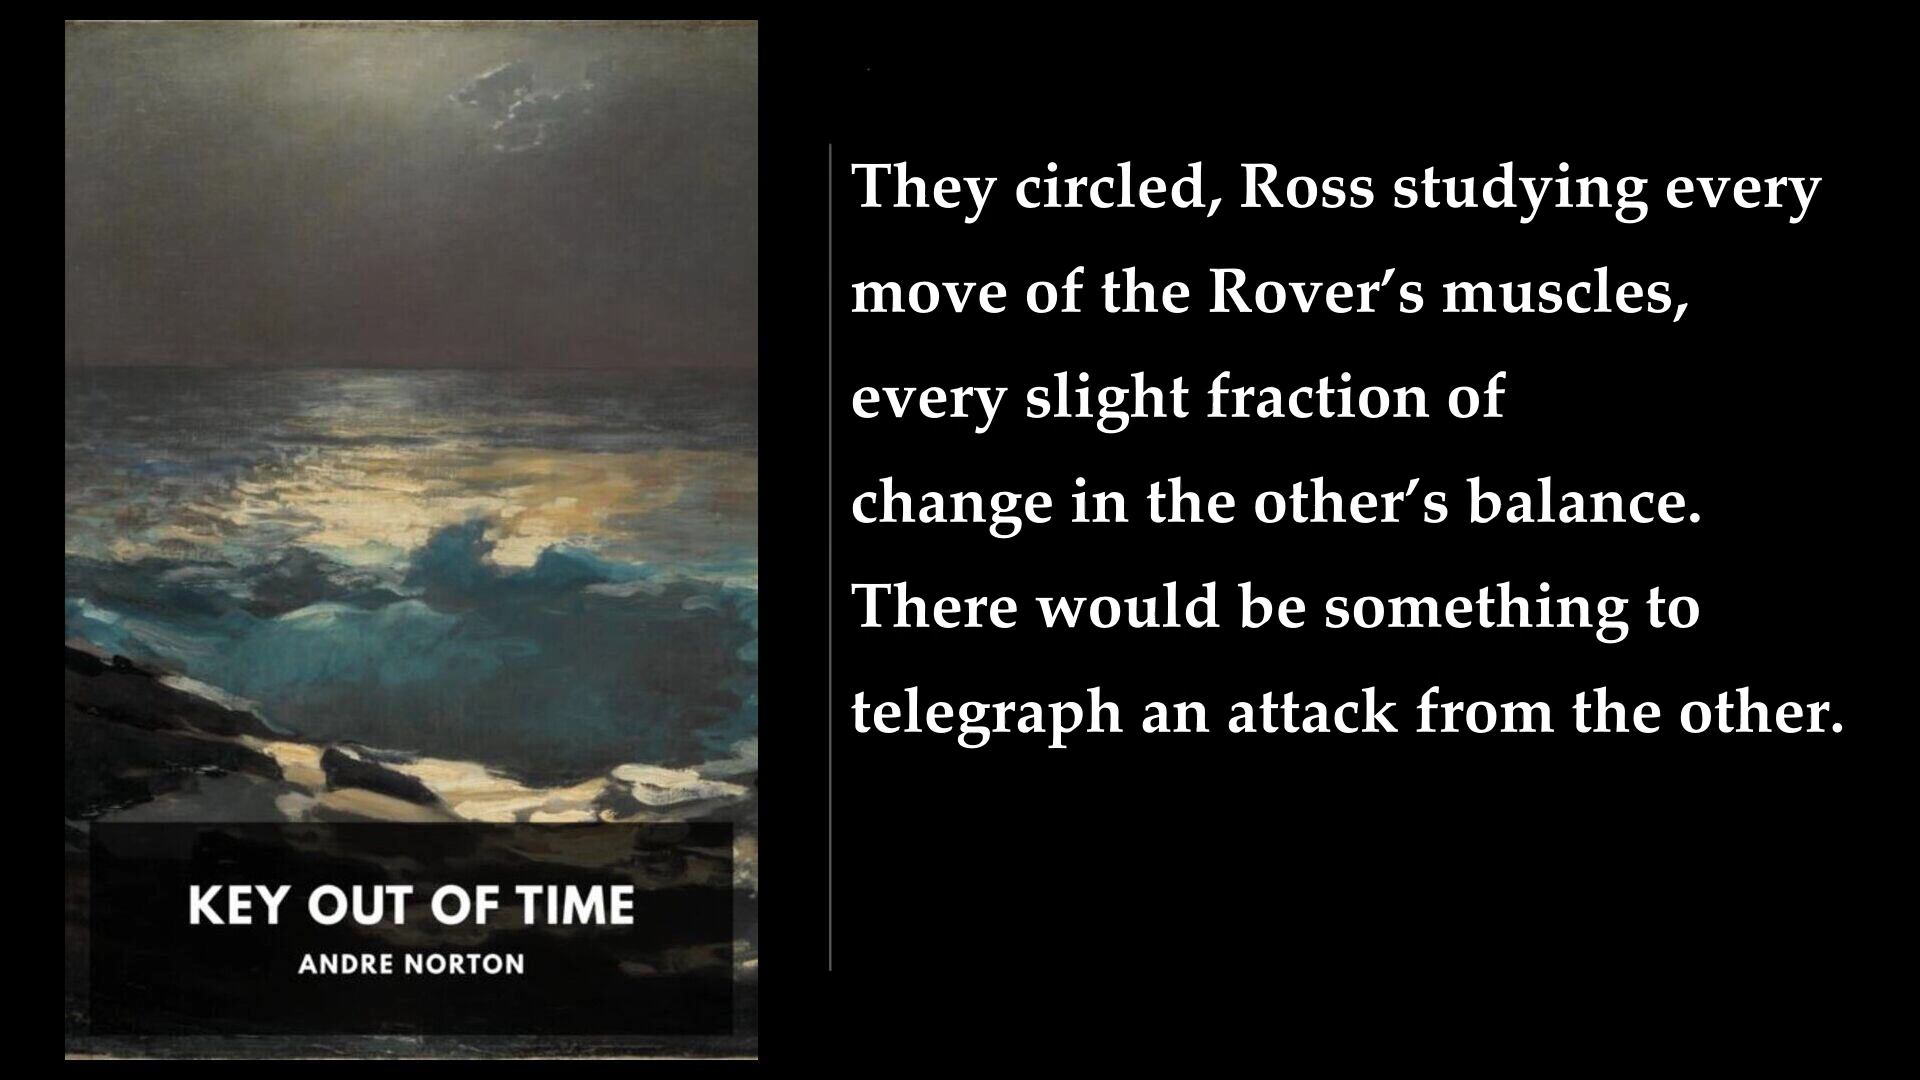 They circled, Ross studying every
move of the Rover’s muscles,
every slight fraction of
change in the other’s balance.
There would be something to
telegraph an attack from the other.
KEY OUT OF TIME
ANDRE NORTON